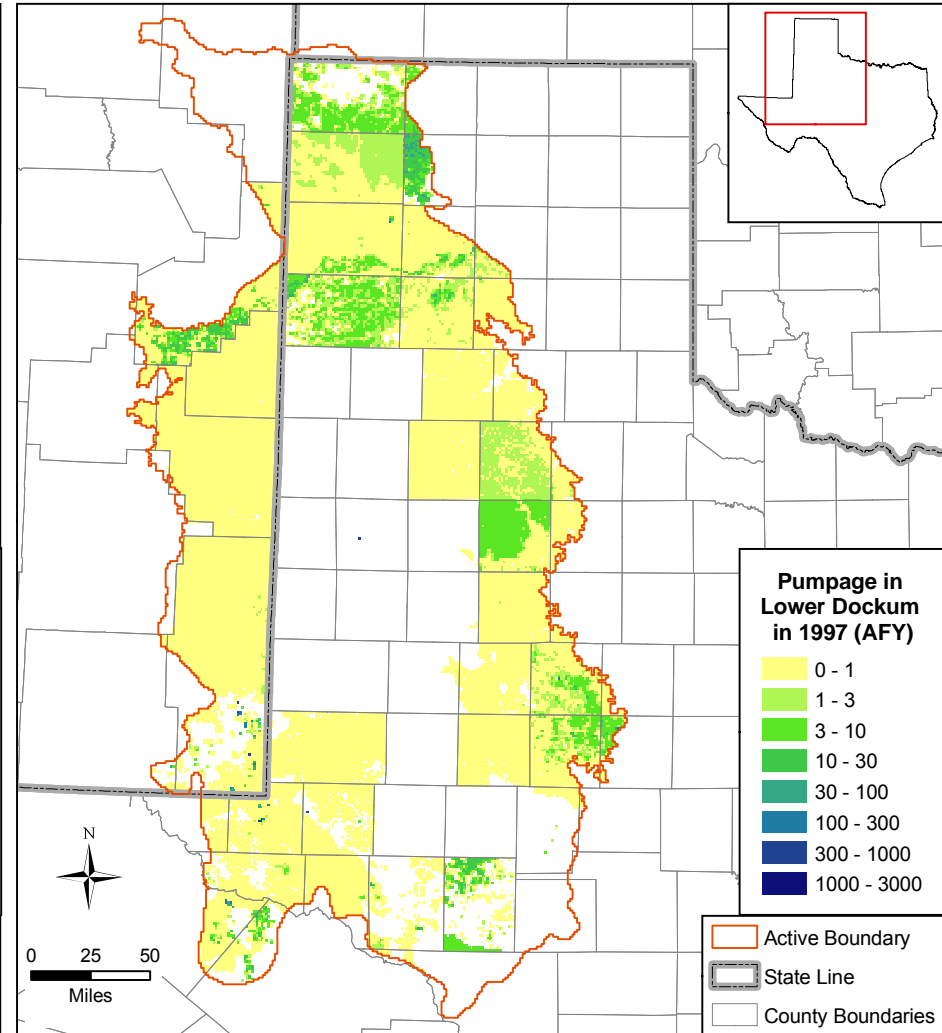 Pumpage in
Lower Dockum
in 1997 (AFY)
0 - 1
1 - 3
3 - 10
10 - 30
30 - 100
100 - 300
300 - 1000
1000 - 3000
N
0 25 50
Miles
Active Boundary
State Line
County Boundaries